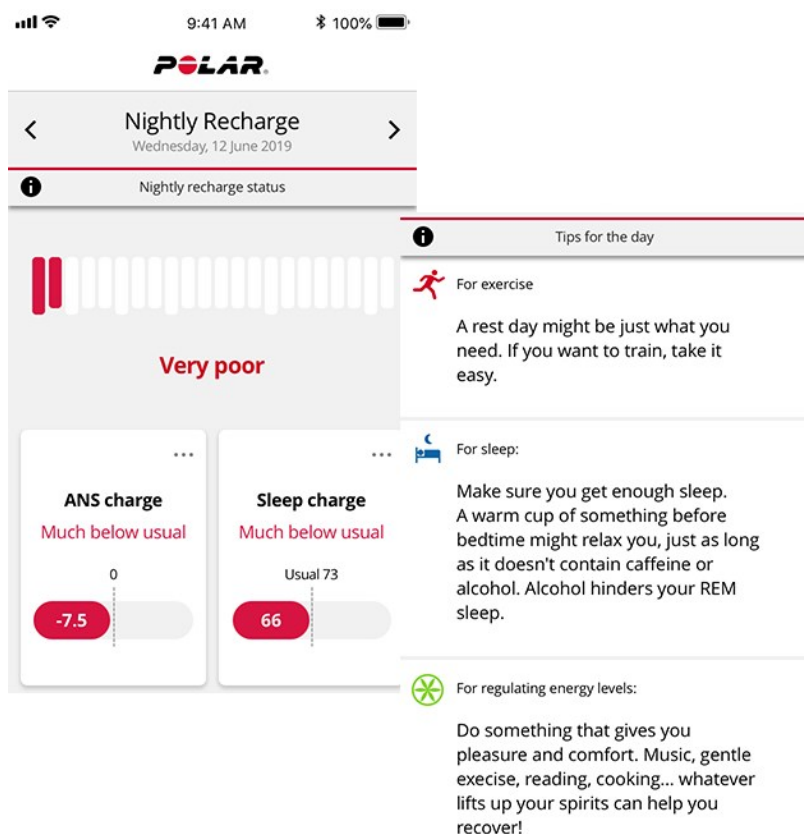 9:41 AM
100%
POLAR.
Nightly Recharge
Wednesday, 12 June 2019
Nightly recharge status
Very poor
ANS charge
Much below usual
0
-7.5
Sleep charge
Much below usual
Usual 73
66
Tips for the day
For exercise
A rest day might be just what you
need. If you want to train, take it
easy.
For sleep:
Make sure you get enough sleep.
A warm cup of something before
bedtime might relax you, just as long
as it doesn't contain caffeine or
alcohol. Alcohol hinders your REM
sleep.
For regulating energy levels:
Do something that gives you
pleasure and comfort. Music, gentle
execise, reading, cooking... whatever
lifts up your spirits can help you
recover!